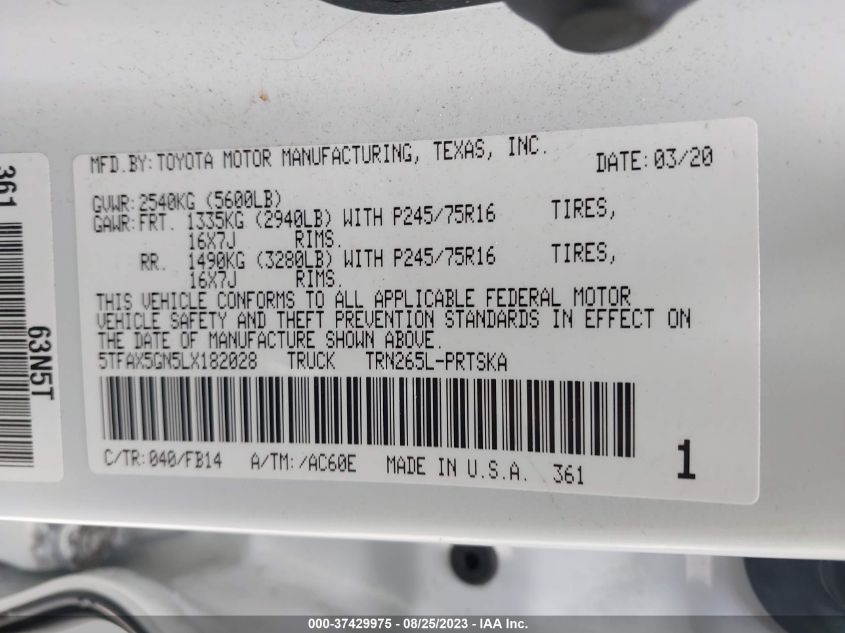 MFD.BY:TOYOTA MOTOR MANUFACTURING, TEXAS, INC. DATE:03/20
GVWR:2540KG (5600LB)
GAWR:FRT. 1335KG (2940LB) WITH P245/75R16 TIRES,
16X7J RIMS.
RR. 1490KG (3280LB) WITH P245/75R16 TIRES,
16X7J RIMS.
THIS VEHICLE CONFORMS TO ALL APPLICABLE FEDERAL MOTOR
VEHICLE SAFETY AND THEFT PREVENTION STANDARDS IN EFFECT ON
THE DATE OF MANUFACTURE SHOWN ABOVE.
5TFAX5GN5LX182028 TRUCK TRN265L-PRTSKA
C/TR:040/FB14 A/TM:/AC60E MADE IN U.S.A. 361 1
361
63N5T
000-37429975 - 08/25/2023 - IAA Inc.